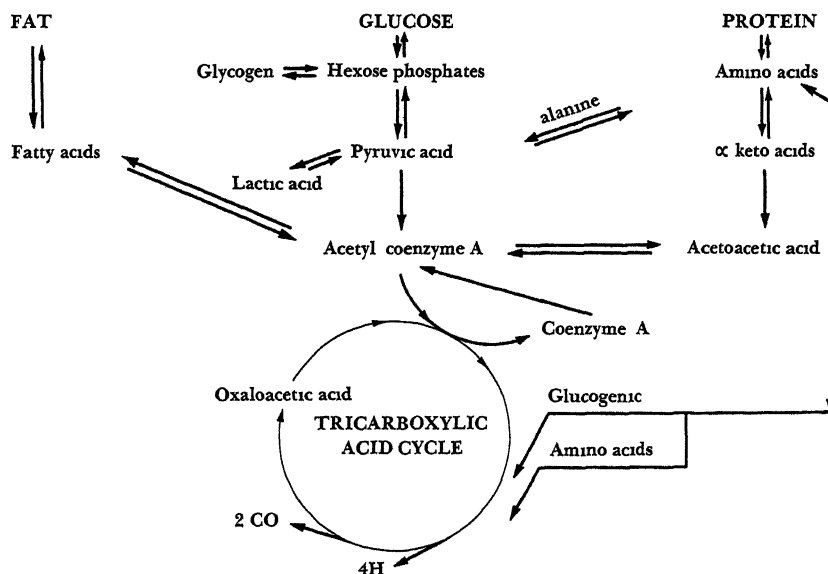 FAT
GLUCOSE
PROTEIN
Glycogen
Hexose phosphates
Amino acids
alanine
Fatty acids
Pyruvic acid
∝ keto acids
Lactic acid
Acetyl coenzyme A
Acetoacetic acid
Coenzyme A
Oxaloacetic acid
Glucogenic
TRICARBOXYLIC
ACID CYCLE
Amino acids
2 CO
4H